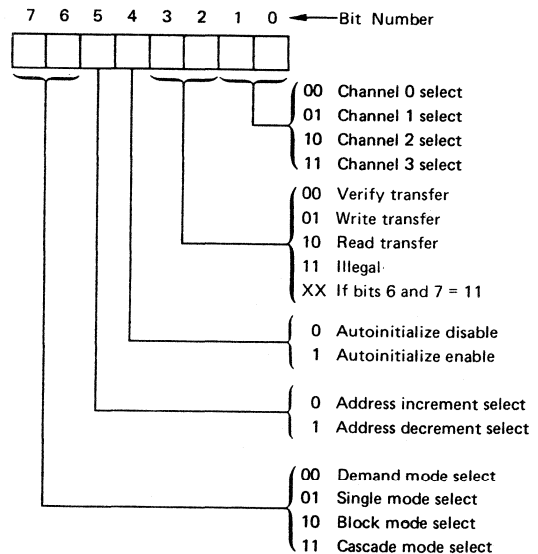 7 6 5 4 3 2 1 0 Bit Number
00 Channel 0 select
01 Channel 1 select
10 Channel 2 select
11 Channel 3 select
00 Verify transfer
01 Write transfer
10 Read transfer
11 Illegal
XX If bits 6 and 7 = 11
0 Autoinitialize disable
1 Autoinitialize enable
0 Address increment select
1 Address decrement select
00 Demand mode select
01 Single mode select
10 Block mode select
11 Cascade mode select